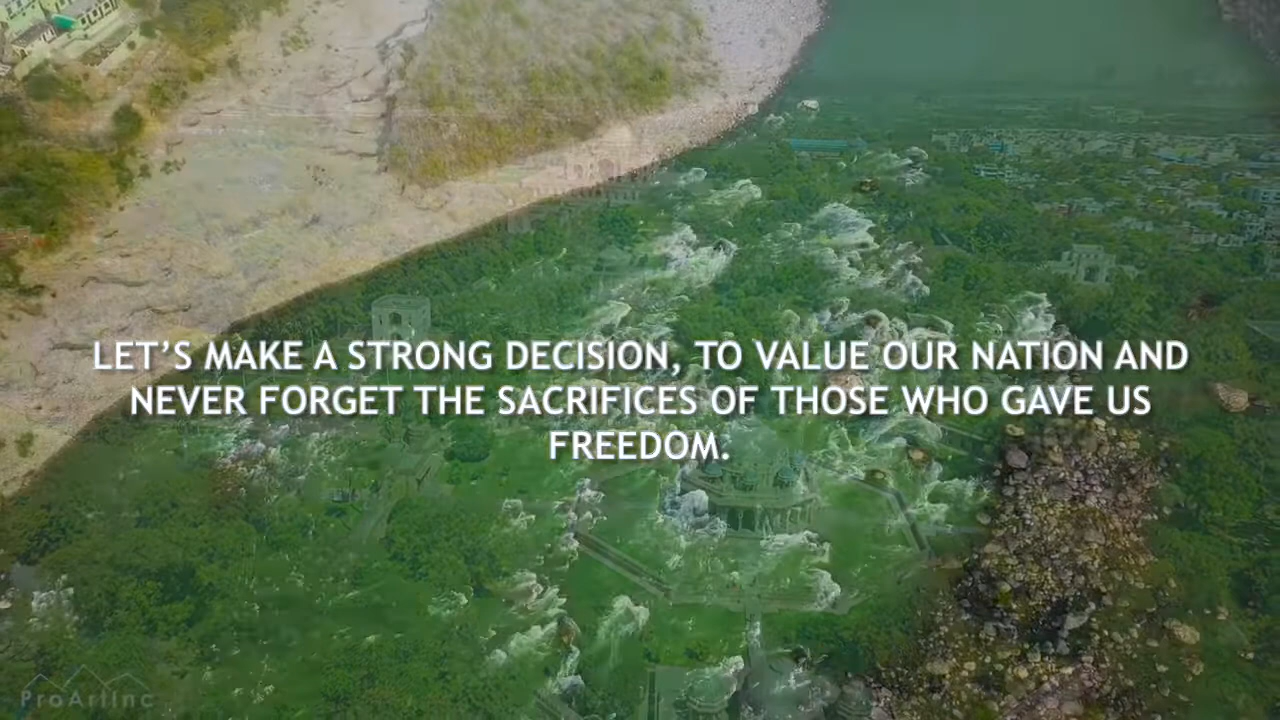 LET’S MAKE A STRONG DECISION, TO VALUE OUR NATION AND
NEVER FORGET THE SACRIFICES OF THOSE WHO GAVE US
FREEDOM.
ProArtInc